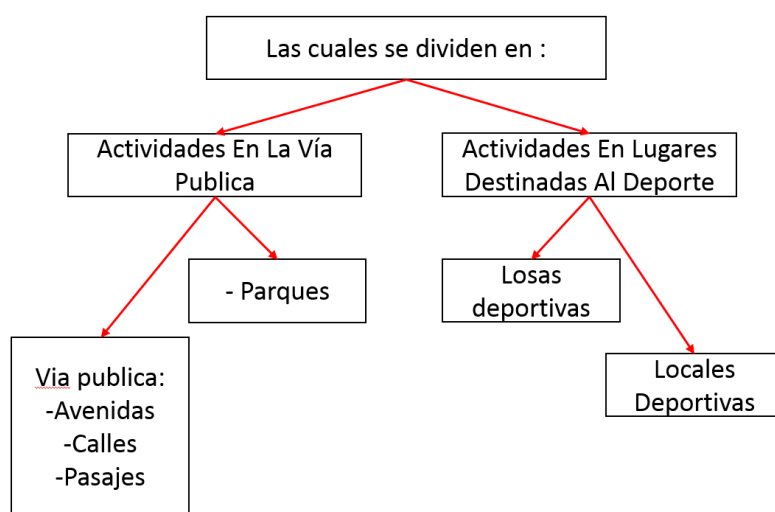 Las cuales se dividen en :
Actividades En La Vía
Publica
Actividades En Lugares
Destinadas Al Deporte
- Parques
Losas
deportivas
Via publica:
-Avenidas
-Calles
-Pasajes
Locales
Deportivas